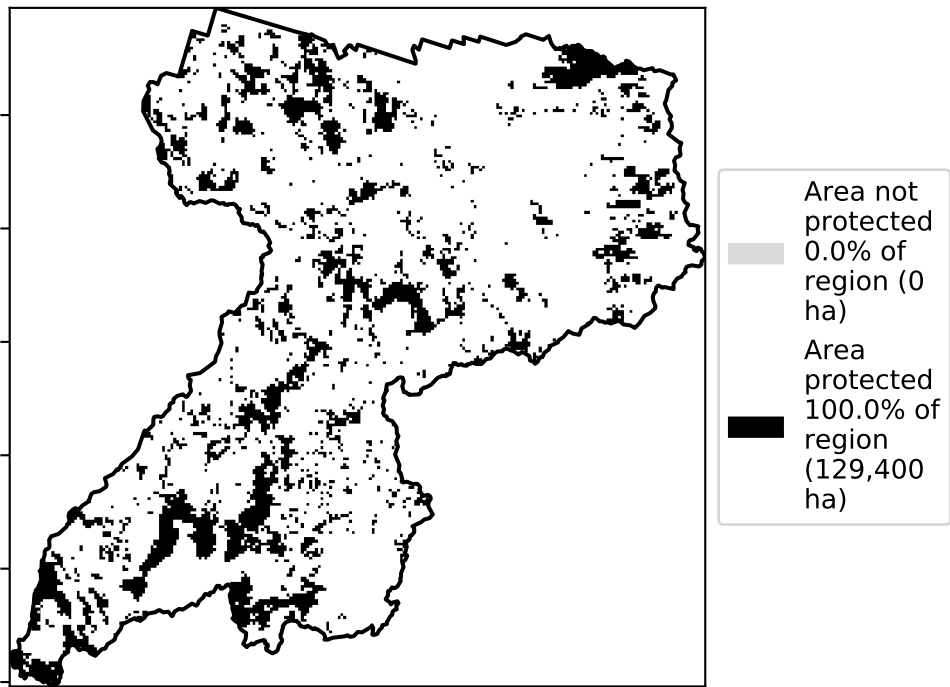 Area not
protected
0.0% of
region (0
ha)
Area
protected
100.0% of
region
(129,400
ha)